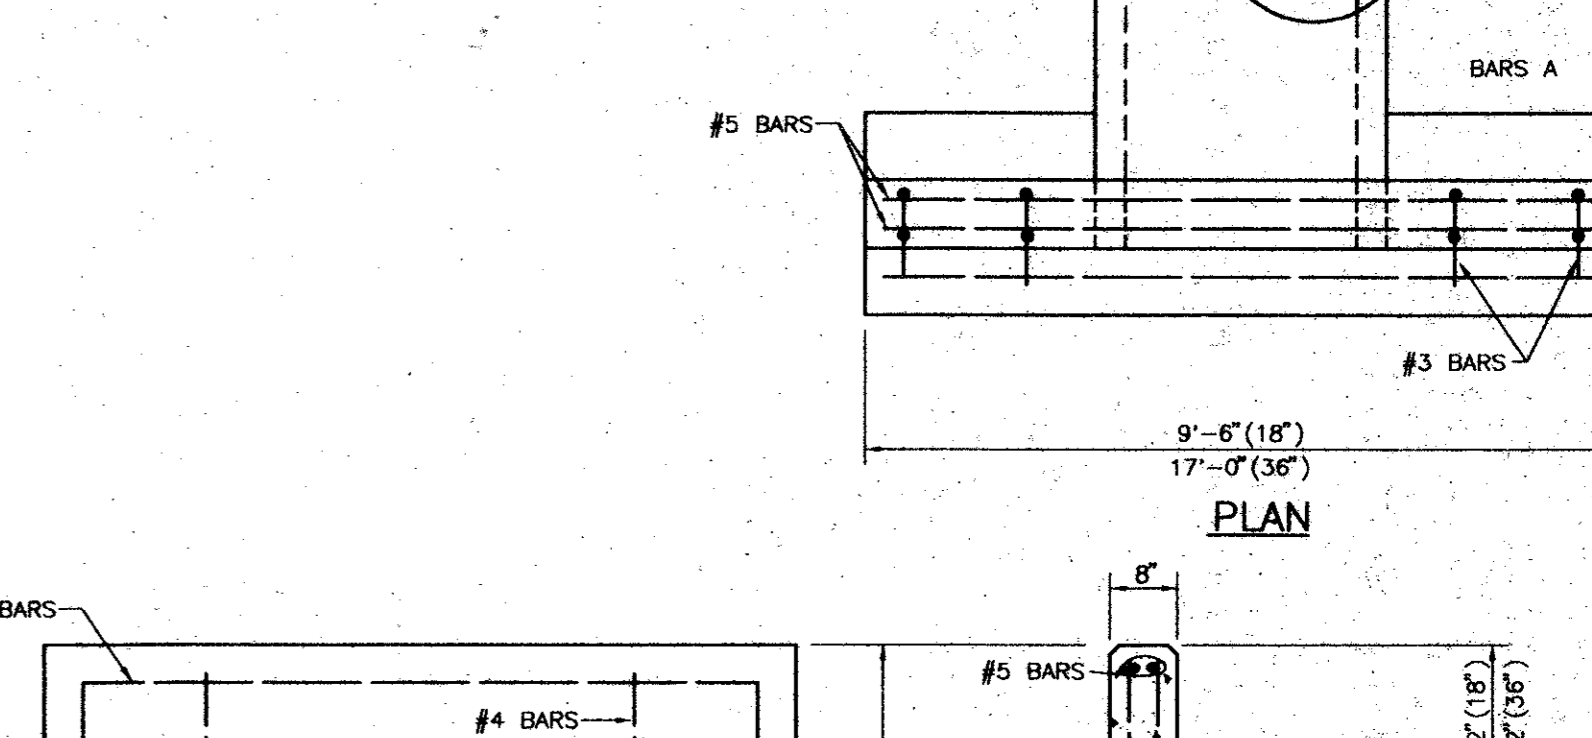 BARS A
#5 BARS
#3 BARS
9'-6"(18")
17'-0"(36")
PLAN
8"
BARS
#5 BARS
#4 BARS
2"(18")
2"(36")